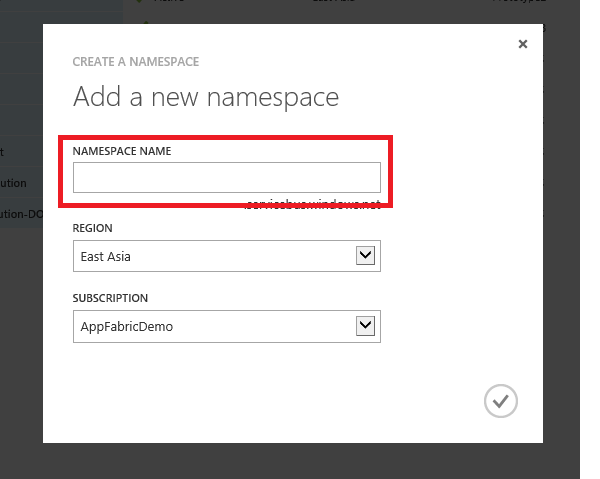 CREATE A NAMESPACE
Add a new namespace
NAMESPACE NAME
.servicebus.windows.net
REGION
East Asia
SUBSCRIPTION
AppFabricDemo
ution
ution-DO